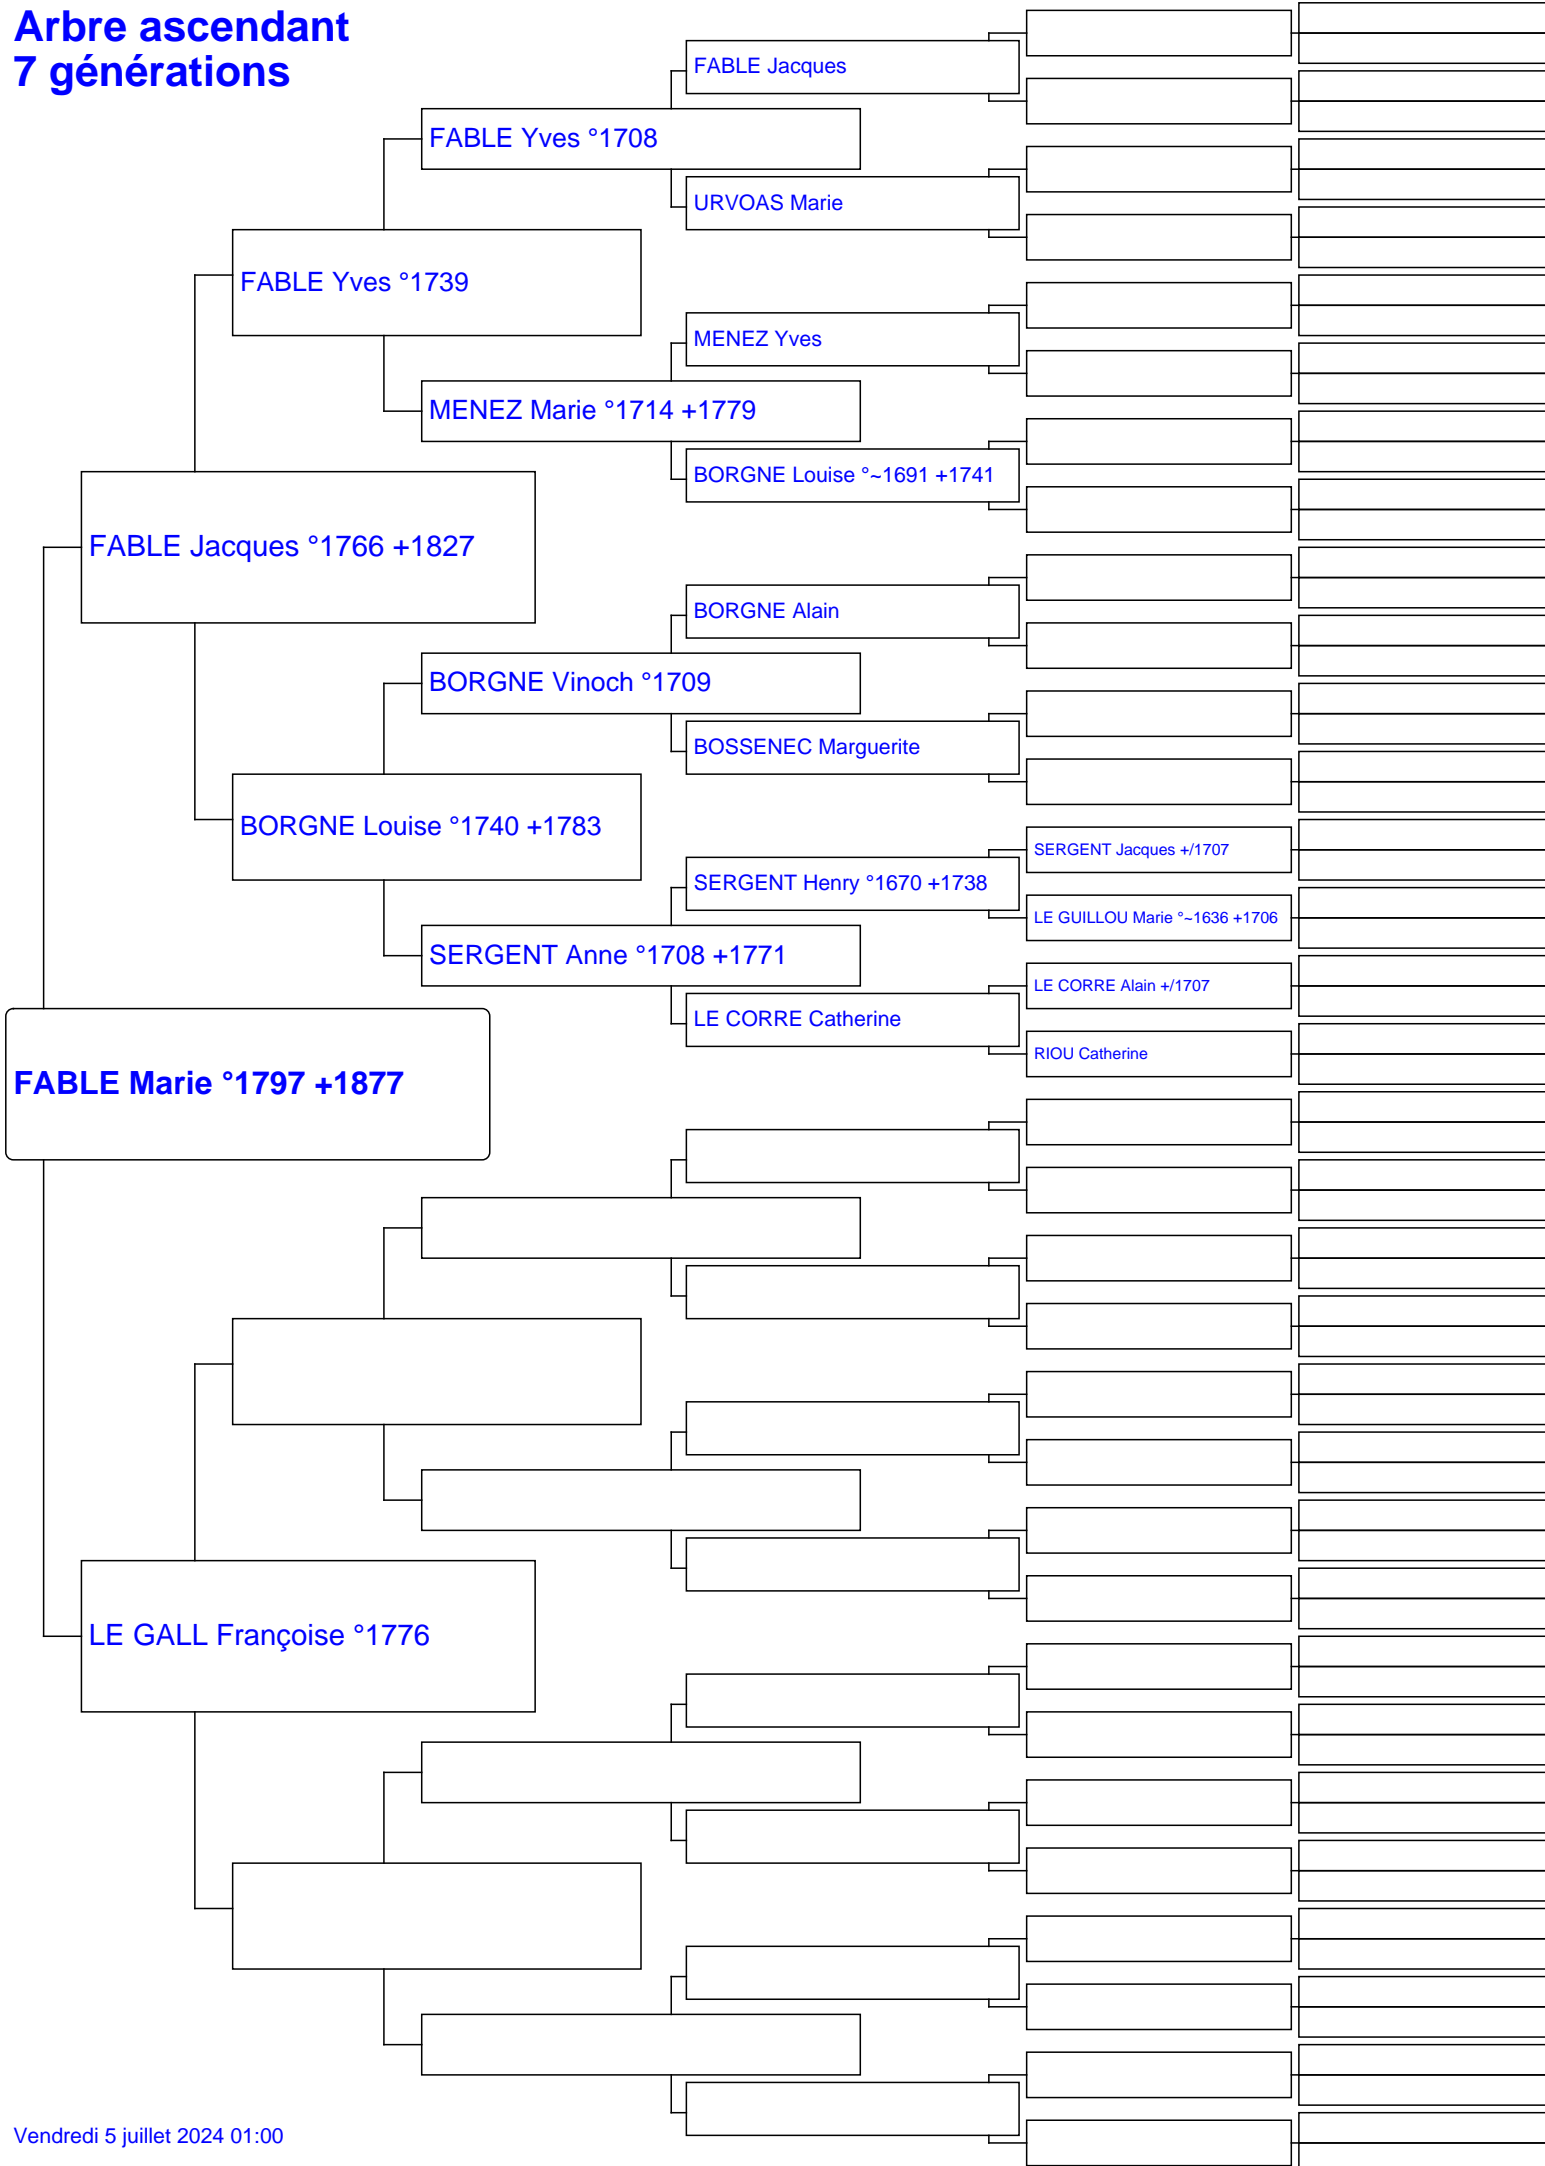 Arbre ascendant
7 générations
FABLE Jacques
FABLE Yves °1708
URVOAS Marie
FABLE Yves °1739
MENEZ Yves
MENEZ Marie °1714 +1779
BORGNE Louise °~1691 +1741
FABLE Jacques °1766 +1827
BORGNE Alain
BORGNE Vinoch °1709
BOSSENEC Marguerite
BORGNE Louise °1740 +1783
SERGENT Jacques +/1707
SERGENT Henry °1670 +1738
LE GUILLOU Marie °~1636 +1706
SERGENT Anne °1708 +1771
LE CORRE Alain +/1707
LE CORRE Catherine
RIOU Catherine
FABLE Marie °1797 +1877
LE GALL Françoise °1776
Vendredi 5 juillet 2024 01:00